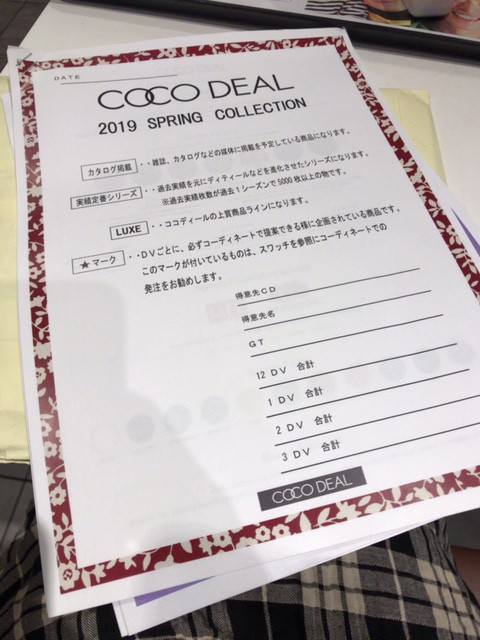 DATE
COCO DEAL
2019 SPRING COLLECTION
カタログ掲載 ・・雑誌、カタログなどの媒体に掲載を予定している商品になります。
実績定番シリーズ ・・過去実績を元にディティールなどを進化させたシリーズになります。
※過去実績枚数が過去1シーズンで5000枚以上の物です。
LUXE ・・ココディールの上質商品ラインになります。
★マーク ・・DVごとに、必ずコーディネートで提案できる様に企画されている商品です。
このマークが付いているものは、スワッチを参照にコーディネートでの
発注をお勧めします。
得意先CD
得意先名
GT
12 DV 合計
1 DV 合計
2 DV 合計
3 DV 合計
COCO DEAL